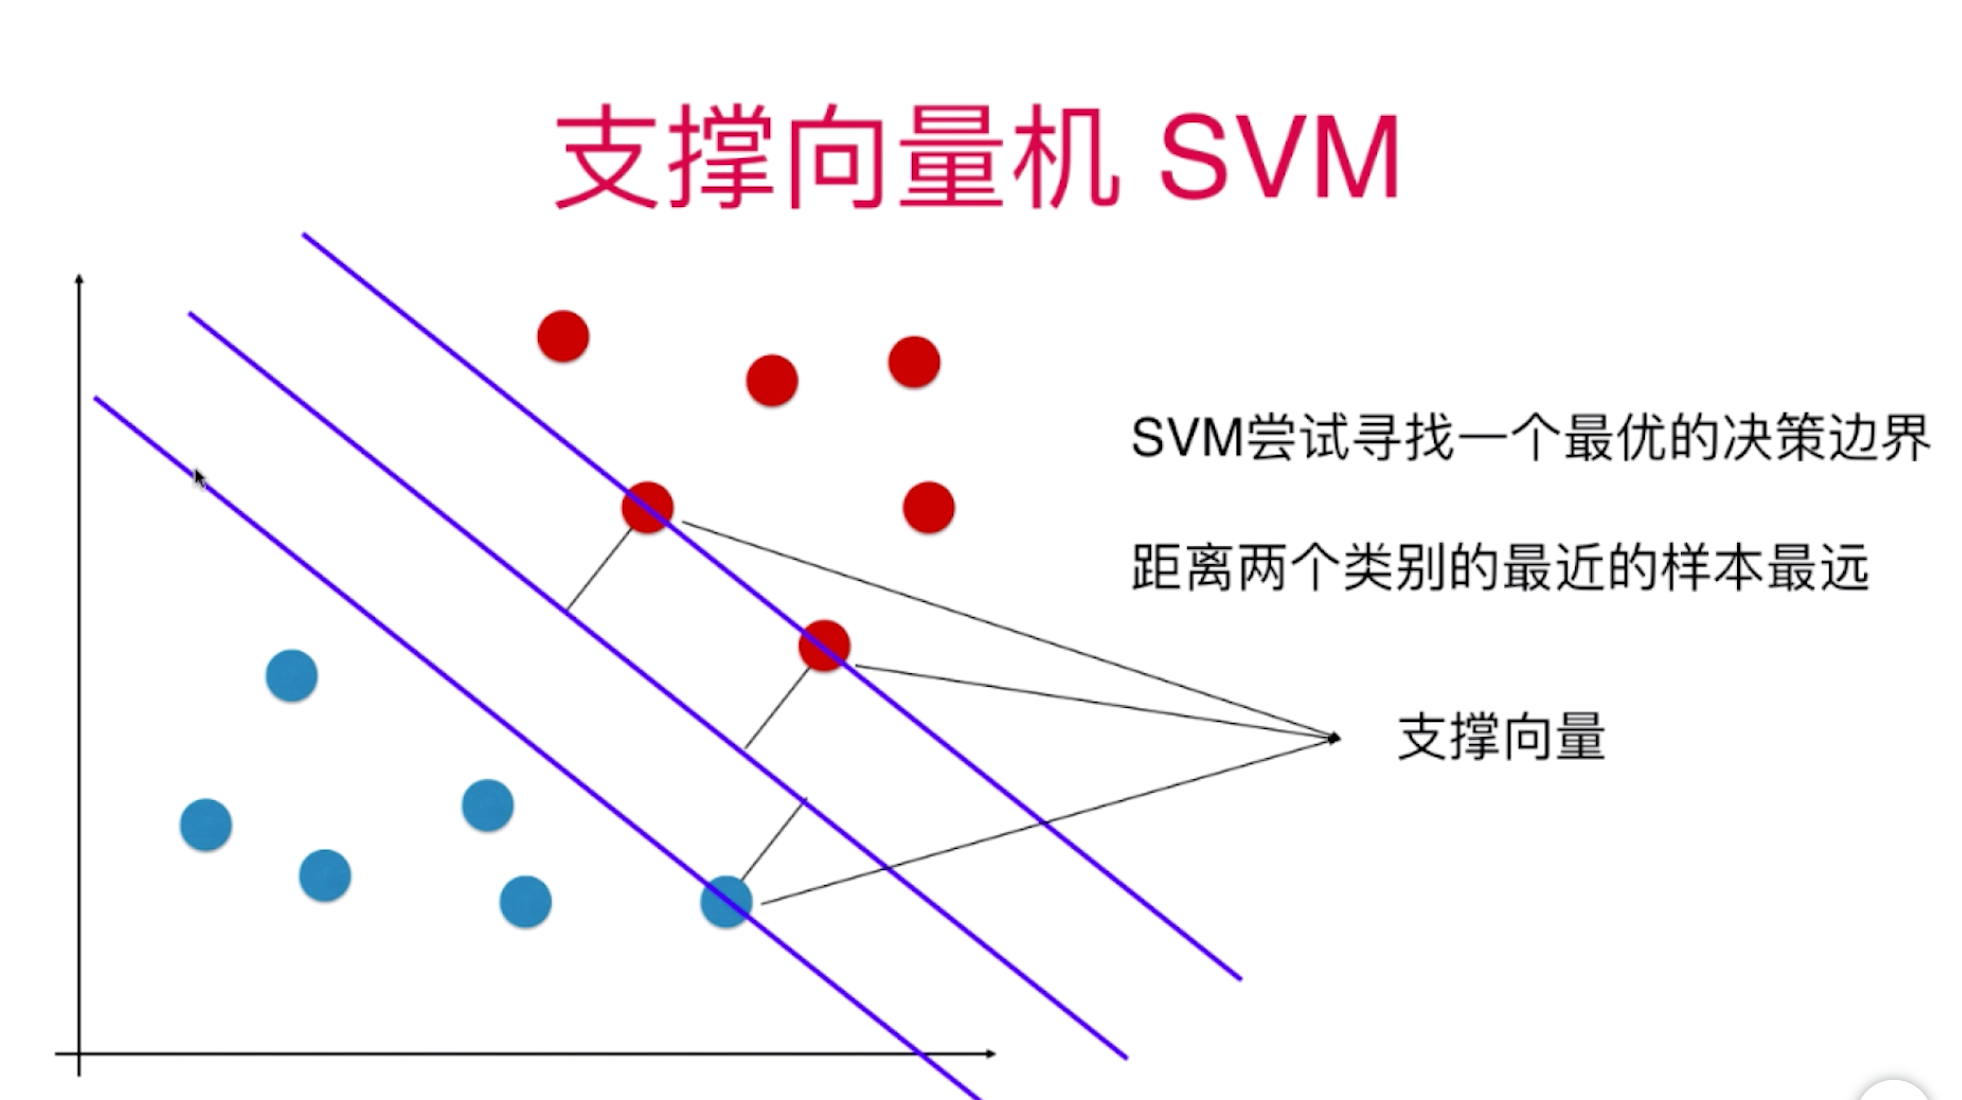 支撑向量机 SVM
SVM尝试寻找一个最优的决策边界
距离两个类别的最近的样本最远
支撑向量